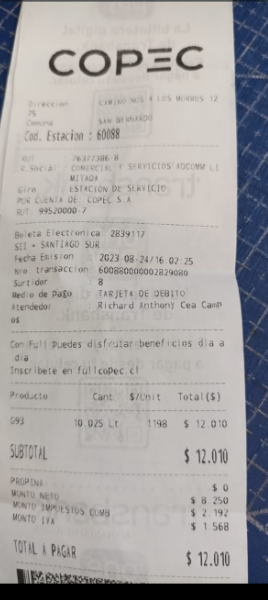 COPEC
Direccion : CAMINO NOS A LOS MORROS 12
75
Comuna : SAN BERNARDO
Cod. Estacion : 60088
RUT : 76377386-8
R.Social : COMERCIAL Y SERVICIOS ADCOMM LI
MITADA
Giro : ESTACION DE SERVICIO
POR CUENTA DE: COPEC S.A
RUT: 99520000-7
Boleta Electronica: 2839117
SII - SANTIAGO SUR
Fecha Emision : 2023-08-24/16:02:25
Nro transaccion: 600880000002829080
Surtidor : 8
Medio de Pago : TARJETA DE DEBITO
Atendedor : Richard Anthony Cea Camp
os
Con Full Puedes disfrutar beneficios dia a
dia
Inscribete en fullcopec.cl
Producto Cant. $/Unit. Total($)
G93 10.025 Lt 1198 $ 12.010
SUBTOTAL $ 12.010
PROPINA $ 0
MONTO NETO $ 8.250
MONTO IMPUESTOS COMB $ 2.192
MONTO IVA $ 1.568
TOTAL A PAGAR $ 12.010